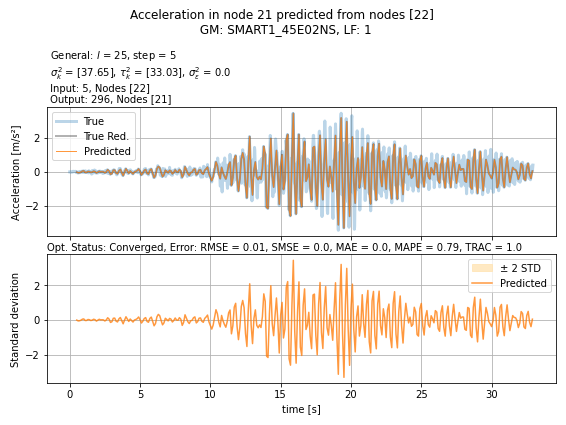 Acceleration in node 21 predicted from nodes [22]
GM: SMART1_45E02NS, LF: 1
General: l = 25, step = 5
σ²ₖ = [37.65], τ²ₖ = [33.03], σ²ε = 0.0
Input: 5, Nodes [22]
Output: 296, Nodes [21]
Acceleration [m/s²]
2
0
−2
True
True Red.
Predicted
Opt. Status: Converged, Error: RMSE = 0.01, SMSE = 0.0, MAE = 0.0, MAPE = 0.79, TRAC = 1.0
Standard deviation
2
0
−2
± 2 STD
Predicted
0 5 10 15 20 25 30
time [s]